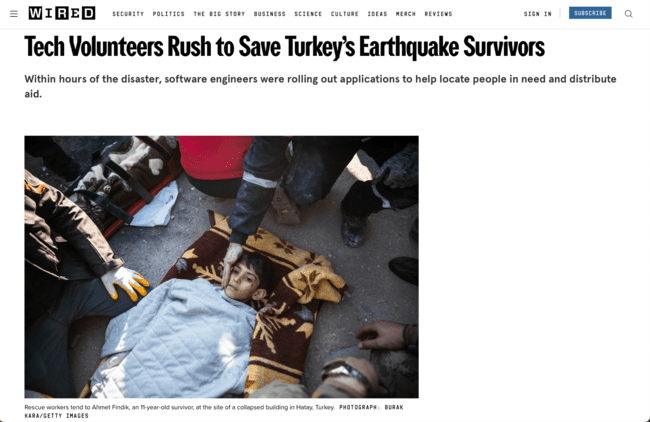 WIRED SECURITY POLITICS THE BIG STORY BUSINESS SCIENCE CULTURE IDEAS MERCH REVIEWS SIGN IN SUBSCRIBE
Tech Volunteers Rush to Save Turkey's Earthquake Survivors
Within hours of the disaster, software engineers were rolling out applications to help locate people in need and distribute
aid.
Rescue workers tend to Ahmet Findik, an 11-year-old survivor, at the site of a collapsed building in Hatay, Turkey. PHOTOGRAPH: BURAK
KARA/GETTY IMAGES